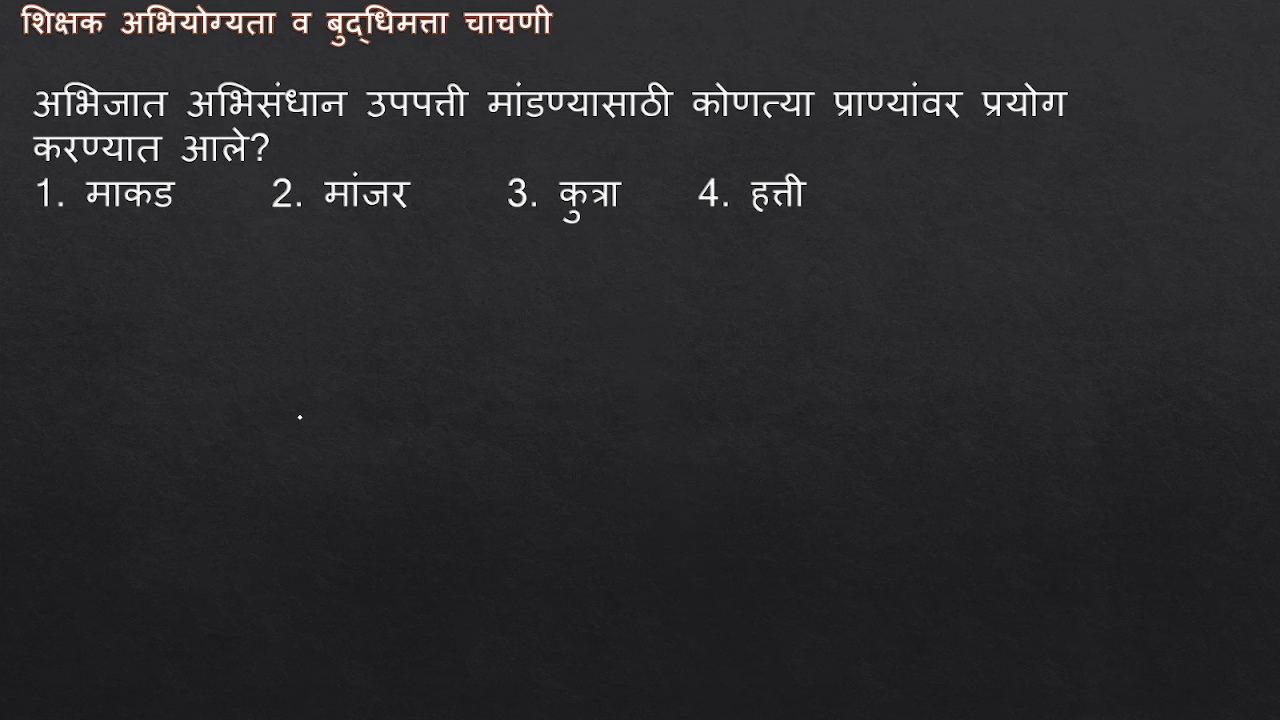 शिक्षक अभियोग्यता व बुद्धिमत्ता चाचणी
अभिजात अभिसंधान उपपत्ती मांडण्यासाठी कोणत्या प्राण्यांवर प्रयोग
करण्यात आले?
1. माकड 2. मांजर 3. कुत्रा 4. हत्ती